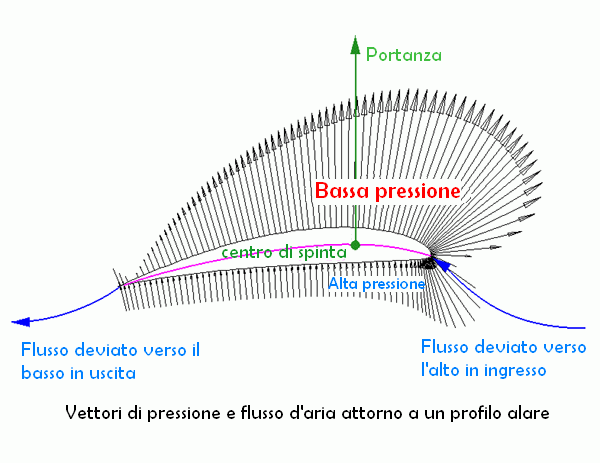 Portanza
Bassa pressione
centro di spinta
Alta pressione
Flusso deviato verso il
basso in uscita
Flusso deviato verso
l'alto in ingresso
Vettori di pressione e flusso d'aria attorno a un profilo alare